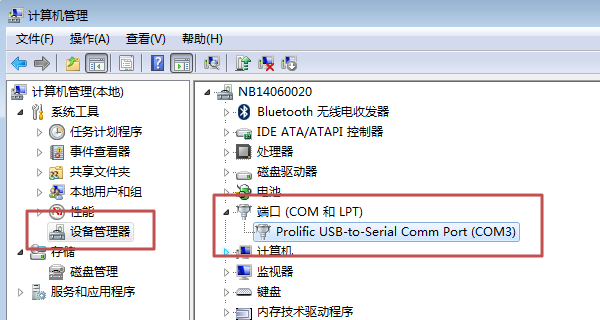 计算机管理
文件(F) 操作(A) 查看(V) 帮助(H)
计算机管理(本地)
系统工具
任务计划程序
事件查看器
共享文件夹
本地用户和组
性能
设备管理器
存储
磁盘管理
服务和应用程序
NB14060020
Bluetooth 无线电收发器
IDE ATA/ATAPI 控制器
处理器
磁盘驱动器
电池
端口 (COM 和 LPT)
Prolific USB-to-Serial Comm Port (COM3)
计算机
监视器
键盘
内存技术驱动程序